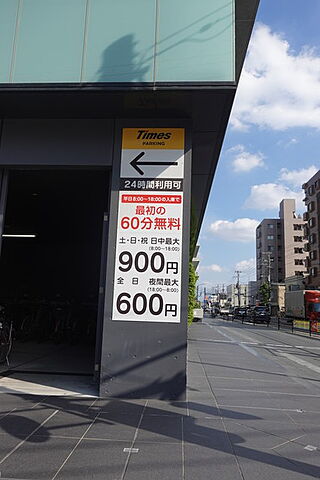 Times
PARKING
24時間利用可
平日8:00~18:00の入庫で
最初の
60分無料
土・日・祝 日中最大
(8:00~18:00)
900円
全 日 夜間最大
(18:00~8:00)
600円